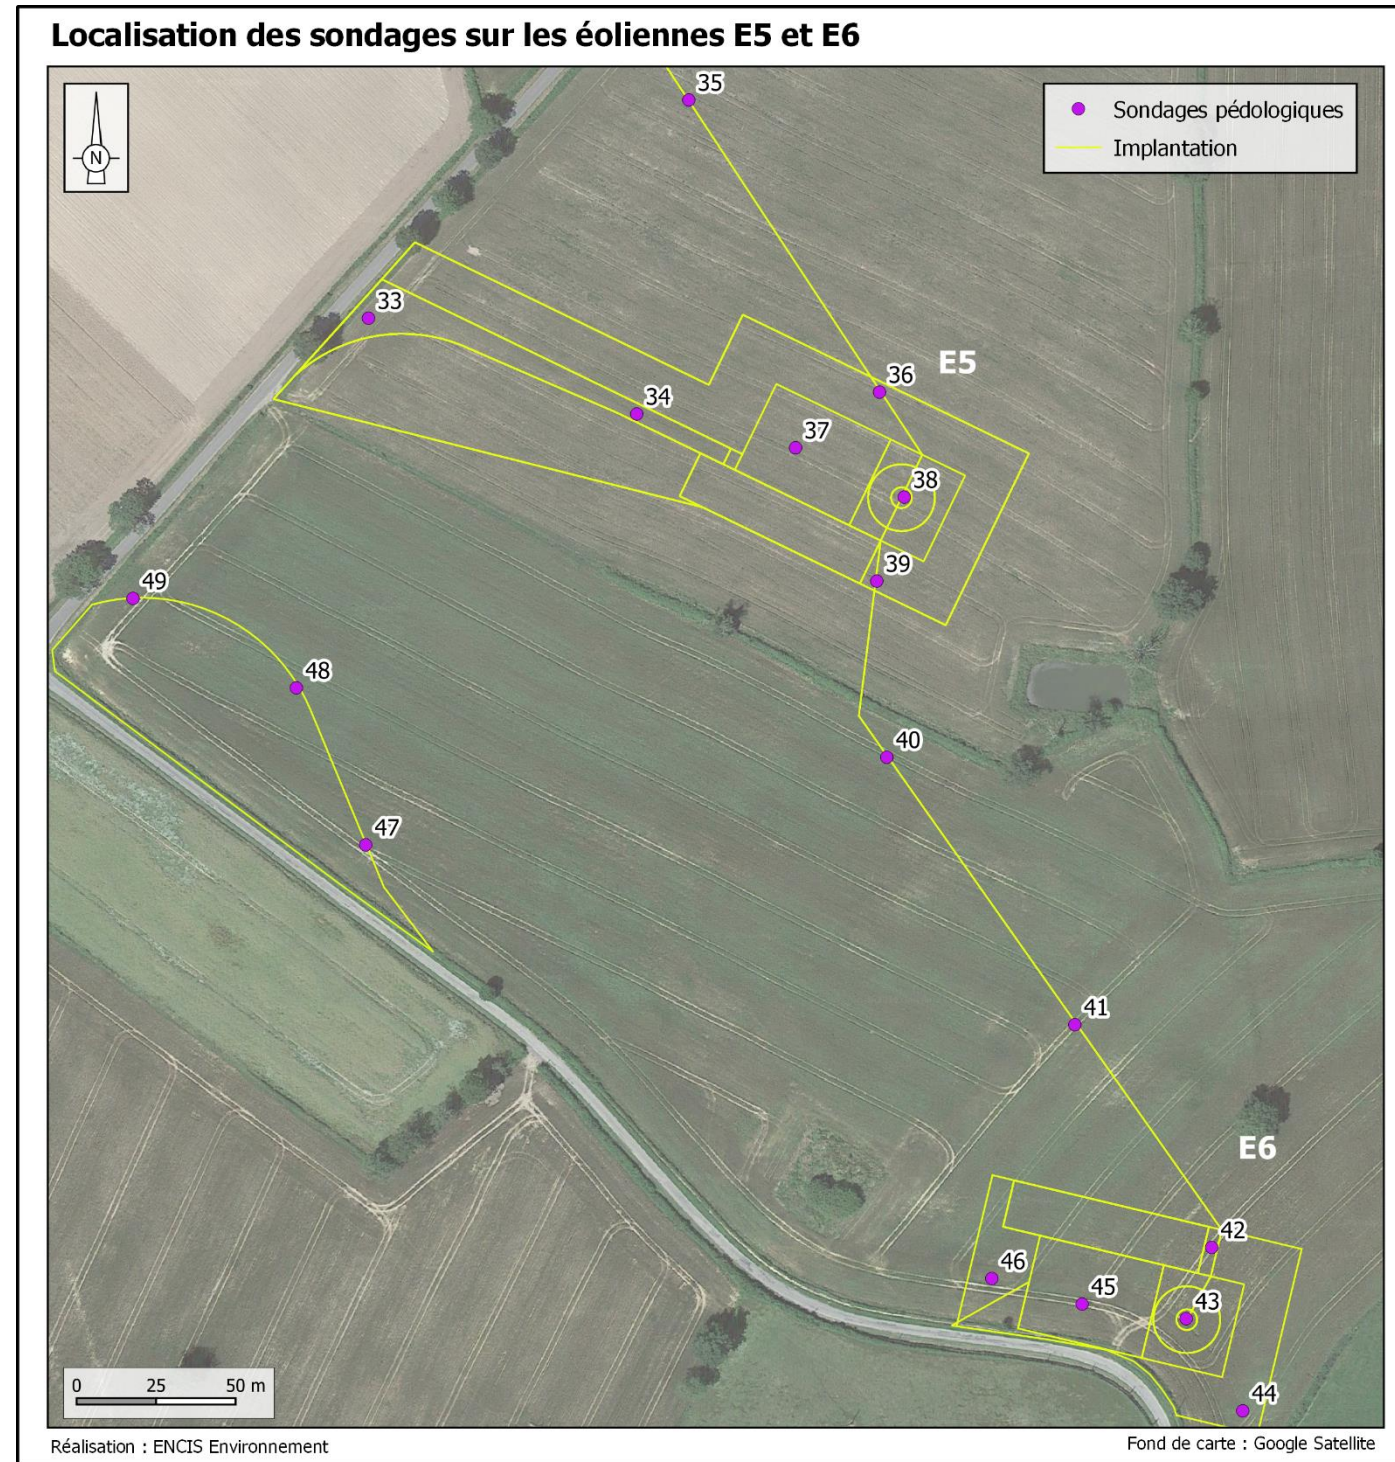 Localisation des sondages sur les éoliennes E5 et E6
N
Sondages pédologiques
Implantation
35
33
E5
36
34
37
38
39
49
48
40
47
41
E6
42
46
45
43
44
0 25 50 m
Réalisation : ENCIS Environnement
Fond de carte : Google Satellite